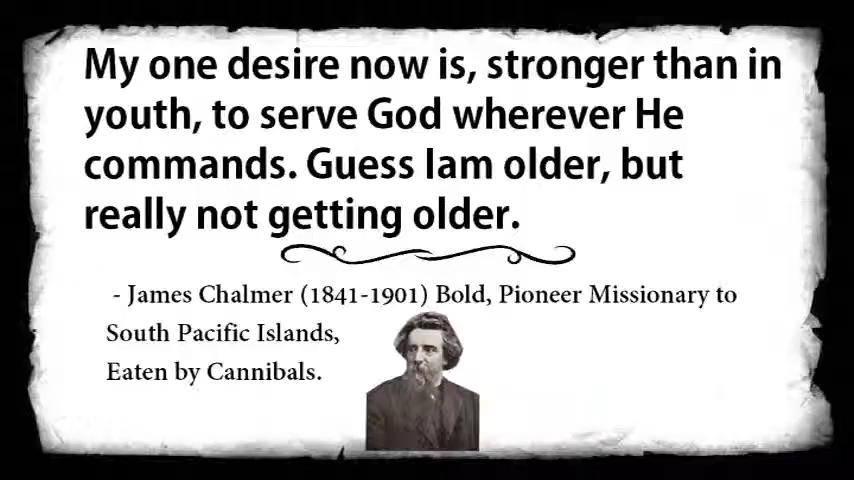 My one desire now is, stronger than in
youth, to serve God wherever He
commands. Guess Iam older, but
really not getting older.
- James Chalmer (1841-1901) Bold, Pioneer Missionary to
South Pacific Islands,
Eaten by Cannibals.